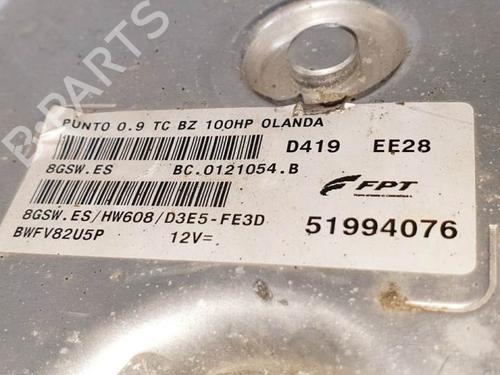 B-PARTS
PUNTO 0.9 TC BZ 100HP OLANDA
D419 EE28
8GSW.ES BC.0121054.B
FPT
8GSW.ES/HW608/D3E5-FE3D
51994076
BWFV82U5P 12V=